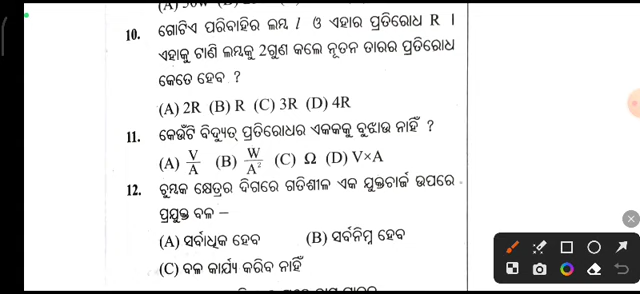 10. ଗୋଟିଏ ପରିବାହିର ଲମ୍ବ l ଓ ଏହାର ପ୍ରତିରୋଧ R ।
ଏହାକୁ ଟାଣି ଲମ୍ବକୁ 2ଗୁଣ କଲେ ନୂତନ ତାରର ପ୍ରତିରୋଧ
କେତେ ହେବ ?
(A) 2R (B) R (C) 3R (D) 4R
11. କେଉଁଟି ବିଦ୍ୟୁତ୍ ପ୍ରତିରୋଧର ଏକକକୁ ବୁଝାଉ ନାହିଁ ?
(A) V/A (B) W/A² (C) Ω (D) V×A
12. ଚୁମ୍ବକ କ୍ଷେତ୍ରର ଦିଗରେ ଗତିଶୀଳ ଏକ ଯୁକ୍ତଚାର୍ଜ ଉପରେ
ପ୍ରଯୁକ୍ତ ବଳ –
(A) ସର୍ବାଧିକ ହେବ (B) ସର୍ବନିମ୍ନ ହେବ
(C) ବଳ କାର୍ଯ୍ୟ କରିବ ନାହିଁ